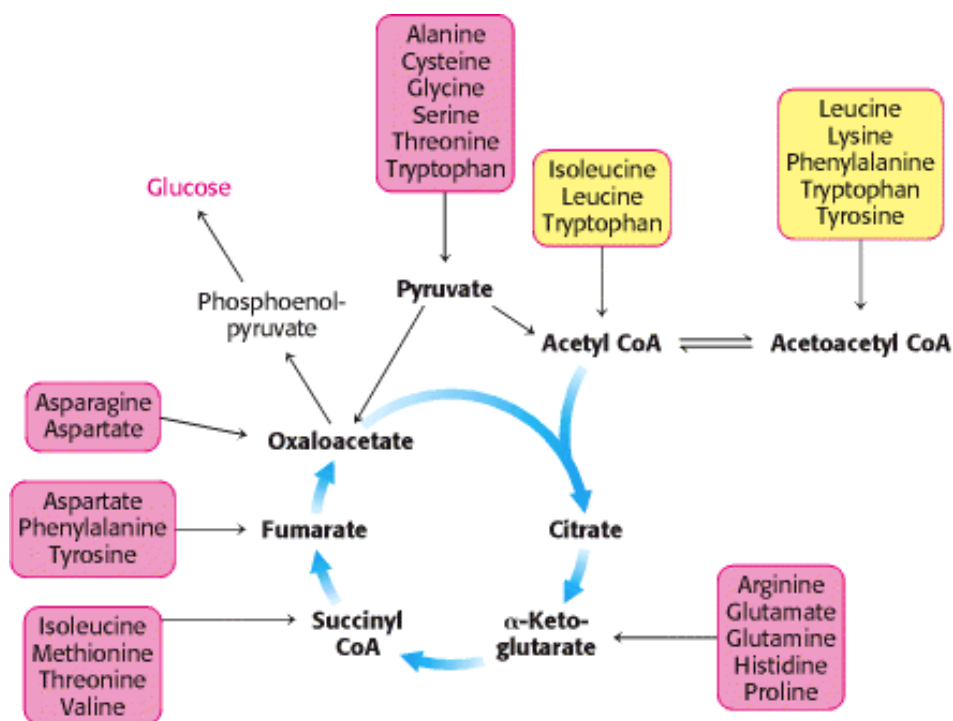 Alanine
Cysteine
Glycine
Serine
Threonine
Tryptophan
Leucine
Lysine
Phenylalanine
Tryptophan
Tyrosine
Isoleucine
Leucine
Tryptophan
Glucose
Phosphoenol-
pyruvate
Pyruvate
Acetyl CoA
Acetoacetyl CoA
Asparagine
Aspartate
Oxaloacetate
Aspartate
Phenylalanine
Tyrosine
Fumarate
Citrate
Isoleucine
Methionine
Threonine
Valine
Succinyl
CoA
α-Keto-
glutarate
Arginine
Glutamate
Glutamine
Histidine
Proline